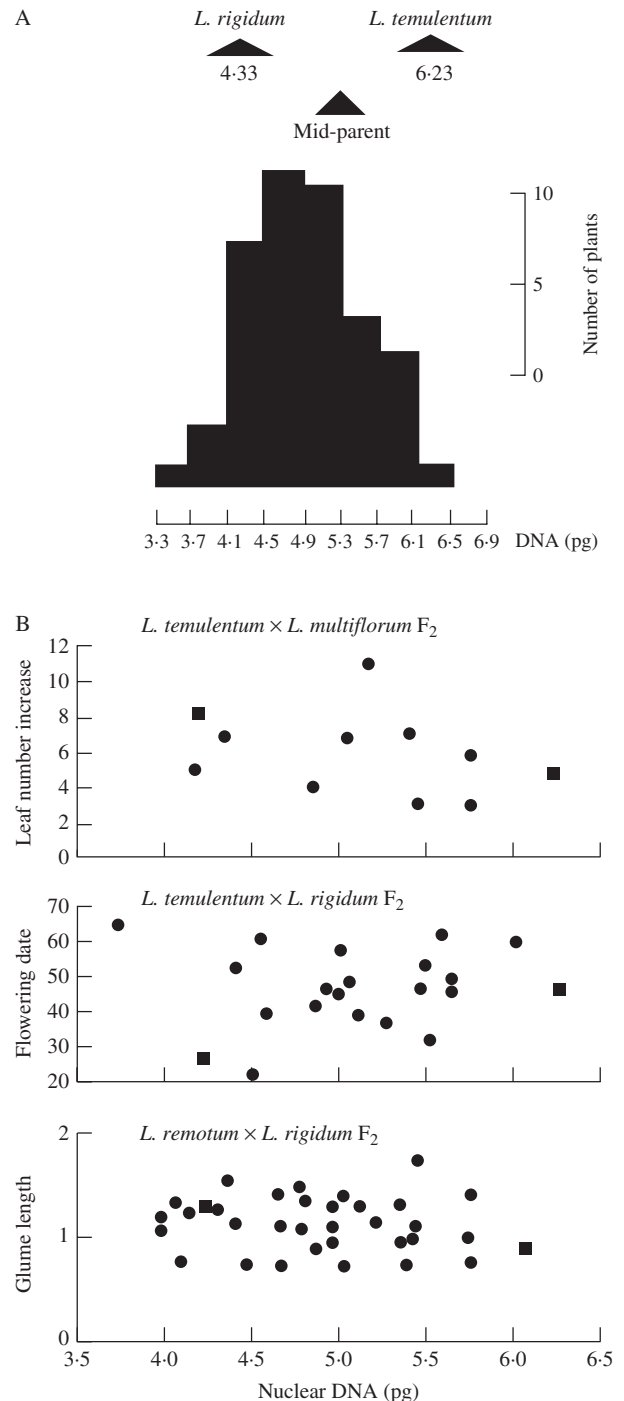 A
L. rigidum L. temulentum
4·33 6·23
Mid-parent
10
5
0
Number of plants
3·3 3·7 4·1 4·5 4·9 5·3 5·7 6·1 6·5 6·9 DNA (pg)
B
L. temulentum × L. multiflorum F₂
12
10
8
6
4
2
0
Leaf number increase
L. temulentum × L. rigidum F₂
70
60
50
40
30
20
Flowering date
L. remotum × L. rigidum F₂
2
1
0
Glume length
3·5 4·0 4·5 5·0 5·5 6·0 6·5
Nuclear DNA (pg)